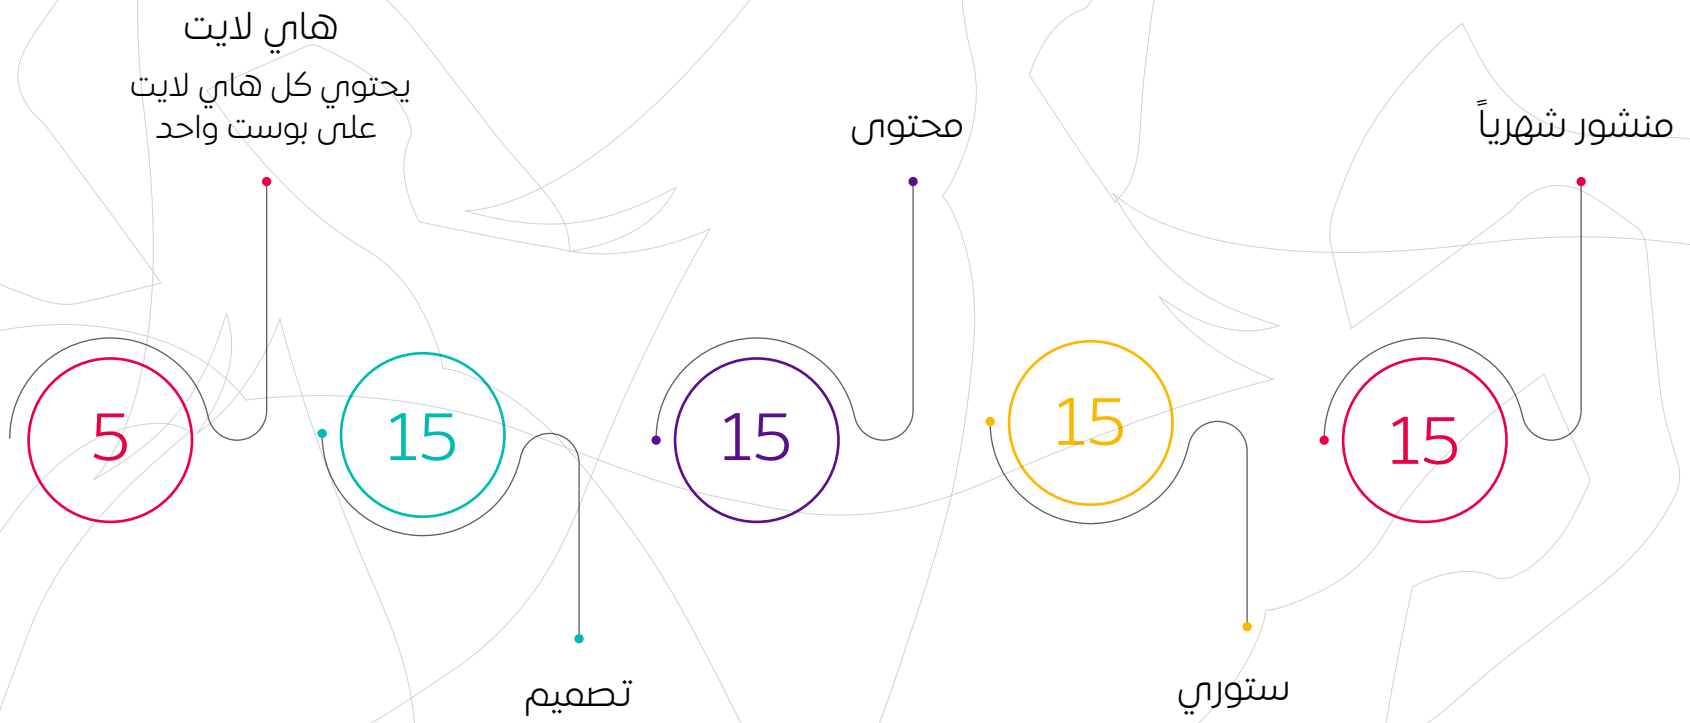 منشور شهرياً
15
ستوري
15
محتوى
15
تصميم
15
هاي لايت
يحتوي كل هاي لايت
على بوست واحد
5